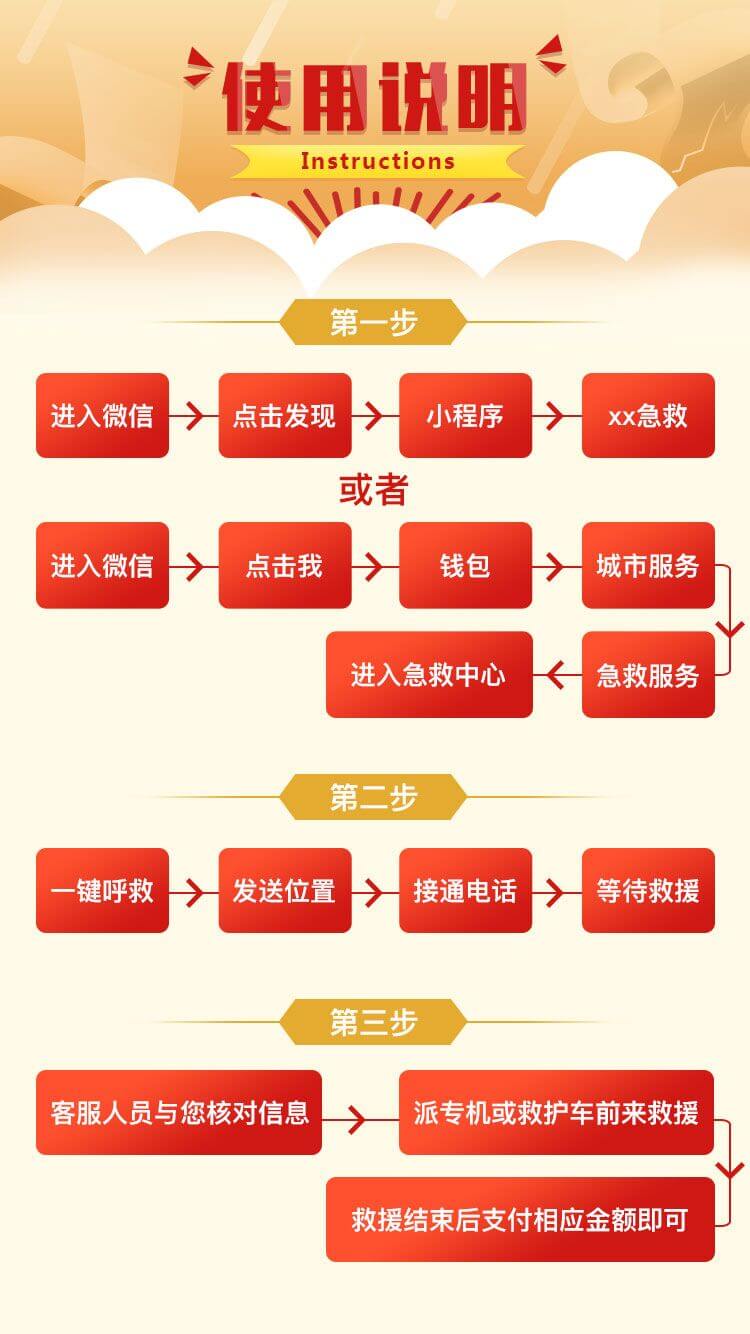 使用说明
Instructions
第一步
进入微信
点击发现
小程序
xx急救
或者
进入微信
点击我
钱包
城市服务
急救服务
进入急救中心
第二步
一键呼救
发送位置
接通电话
等待救援
第三步
客服人员与您核对信息
派专机或救护车前来救援
救援结束后支付相应金额即可